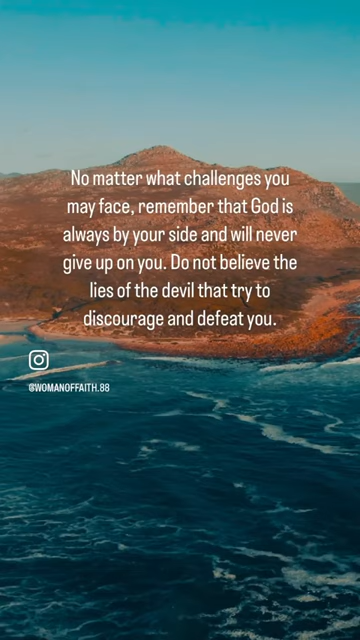 No matter what challenges you
may face, remember that God is
always by your side and will never
give up on you. Do not believe the
lies of the devil that try to
discourage and defeat you.
@WOMANOFFAITH.88